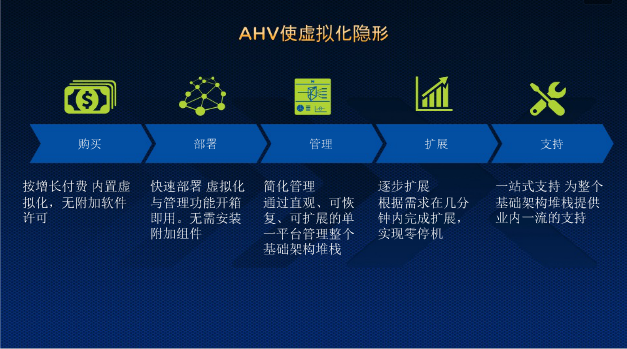 AHV使虚拟化隐形
购买
部署
管理
扩展
支持
按增长付费 内置虚
拟化，无附加软件
许可
快速部署 虚拟化
与管理功能开箱
即用。无需安装
附加组件
简化管理
通过直观、可恢
复、可扩展的单
一平台管理整个
基础架构堆栈
逐步扩展
根据需求在几分
钟内完成扩展，
实现零停机
一站式支持 为整个
基础架构堆栈提供
业内一流的支持